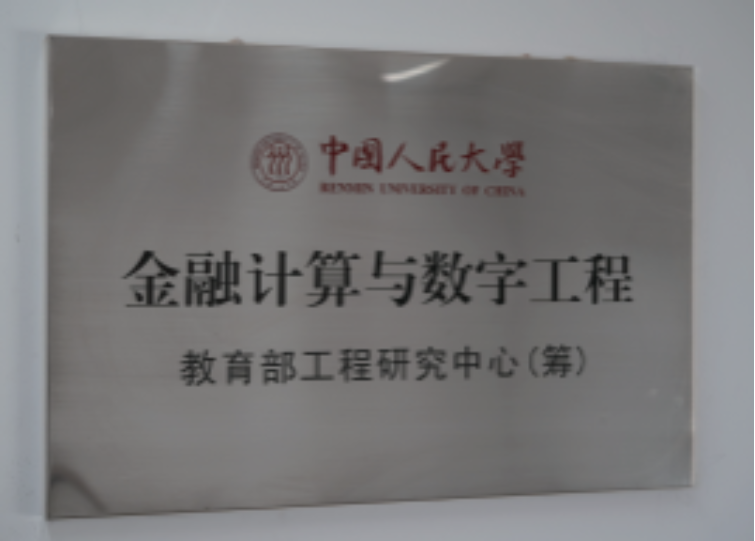 中国人民大學
RENMIN UNIVERSITY OF CHINA
金融计算与数字工程
教育部工程研究中心(筹)